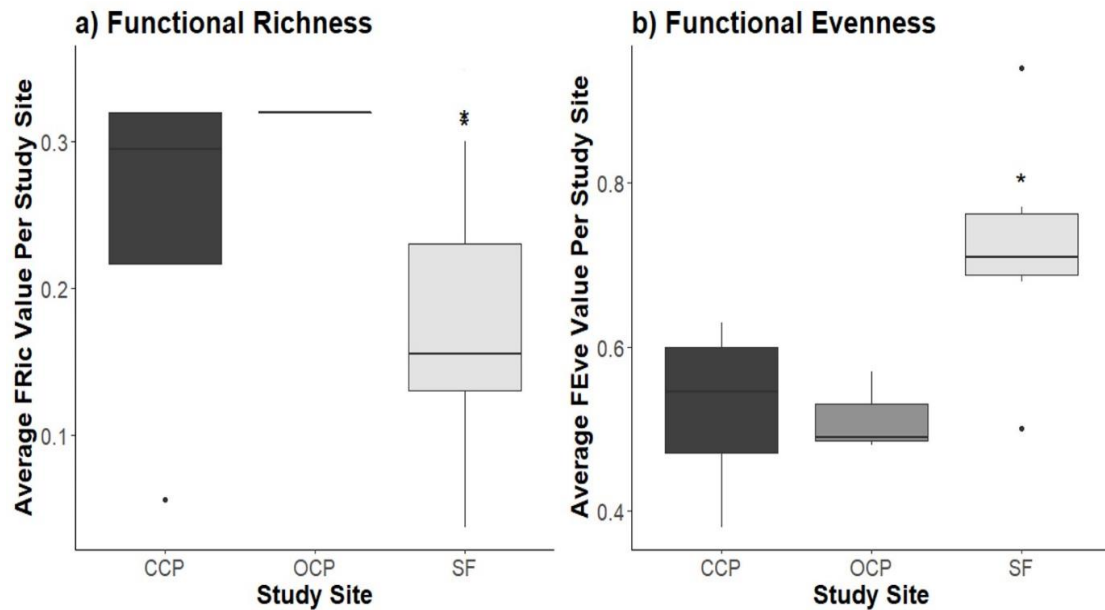 a) Functional Richness
Average FRic Value Per Study Site
0.3
0.2
0.1
**
CCP OCP SF
Study Site
b) Functional Evenness
Average FEve Value Per Study Site
0.8
0.6
0.4
*
CCP OCP SF
Study Site